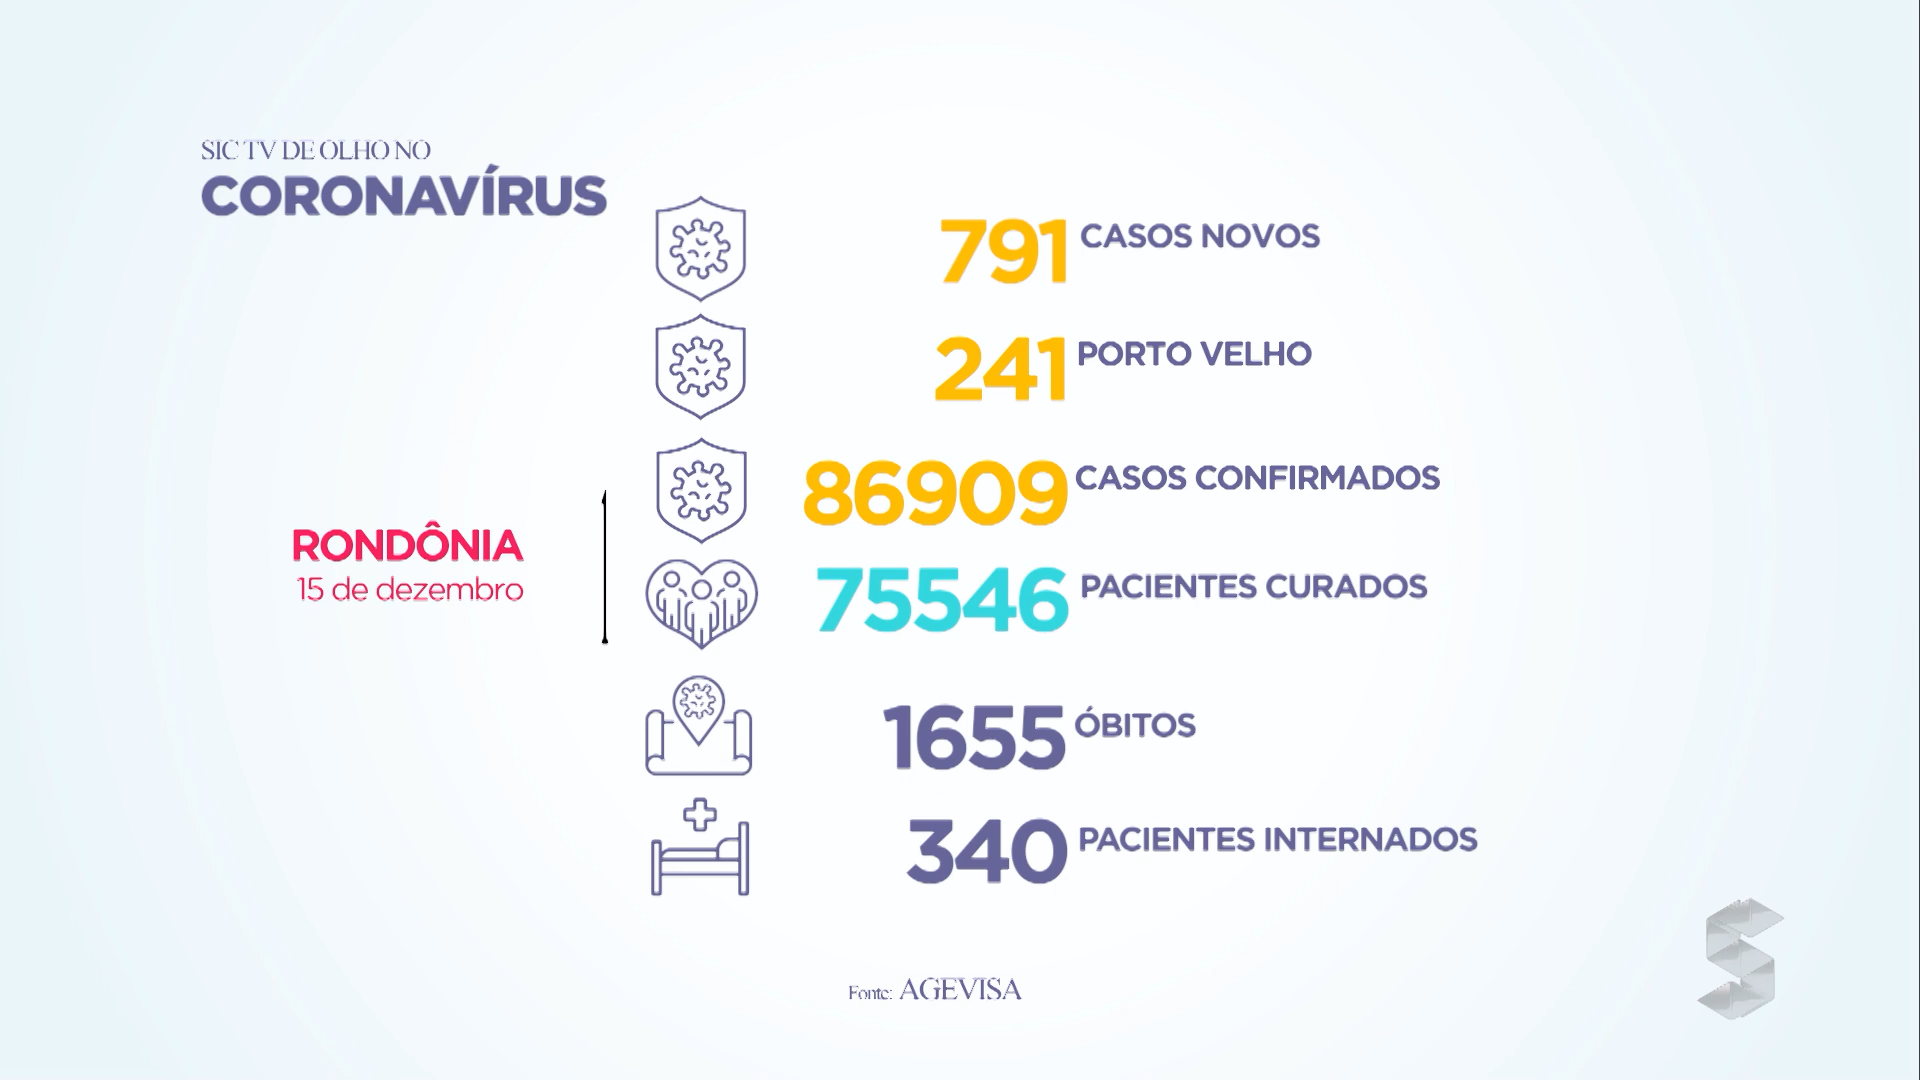 SIC TV DE OLHO NO
CORONAVÍRUS
791 CASOS NOVOS
241 PORTO VELHO
86909 CASOS CONFIRMADOS
RONDÔNIA
15 de dezembro
75546 PACIENTES CURADOS
1655 ÓBITOS
340 PACIENTES INTERNADOS
Fonte: AGEVISA